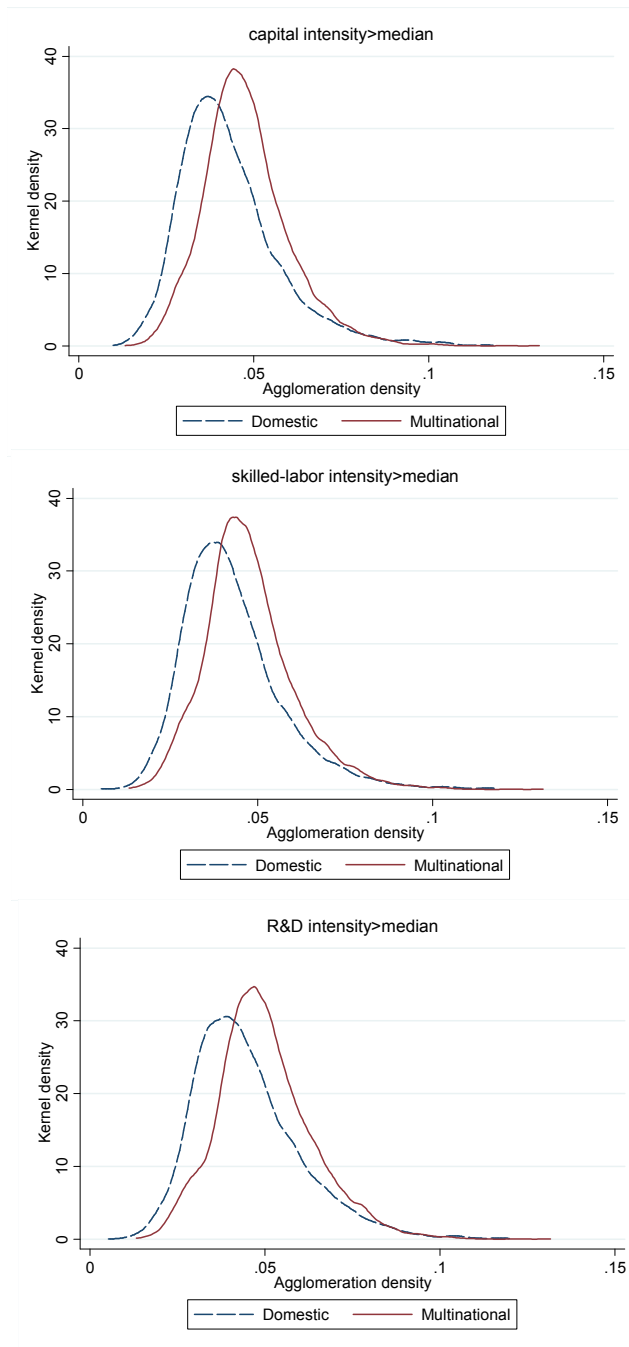 capital intensity>median
Kernel density
40
30
20
10
0
0 .05 .1 .15
Agglomeration density
Domestic Multinational
skilled-labor intensity>median
Kernel density
40
30
20
10
0
0 .05 .1 .15
Agglomeration density
Domestic Multinational
R&D intensity>median
Kernel density
40
30
20
10
0
0 .05 .1 .15
Agglomeration density
Domestic Multinational